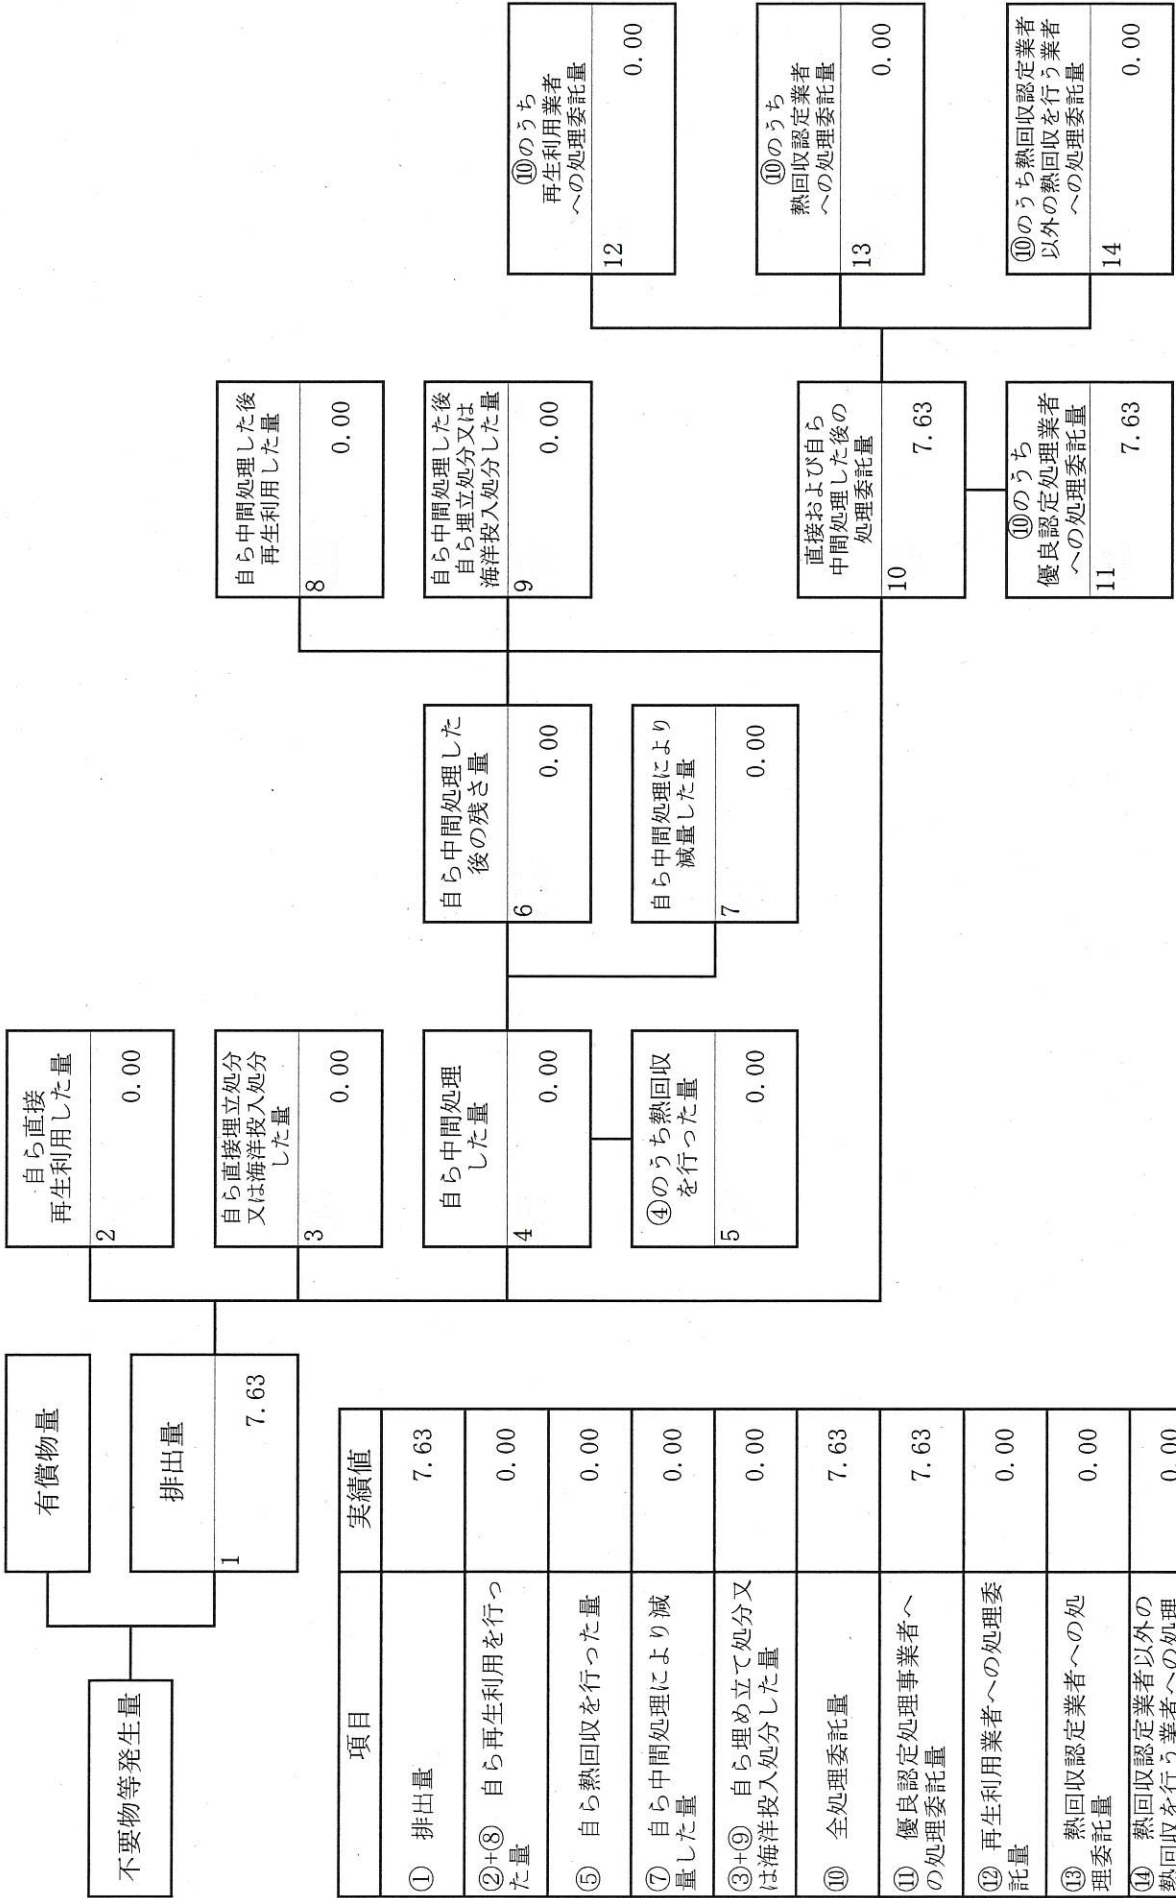 不要物等発生量
有償物量
排出量
1
7.63
自ら直接
再生利用した量
2
0.00
自ら直接埋立処分
又は海洋投入処分
した量
3
0.00
自ら中間処理
した量
4
0.00
④のうち熱回収
を行った量
5
0.00
自ら中間処理した
後の残さ量
6
0.00
自ら中間処理により
減量した量
7
0.00
自ら中間処理した後
再生利用した量
8
0.00
自ら中間処理した後
自ら埋立処分又は
海洋投入処分した量
9
0.00
直接および自ら
中間処理した後の
処理委託量
10
7.63
⑩のうち
優良認定処理業者
への処理委託量
11
7.63
⑩のうち
再生利用業者
への処理委託量
12
0.00
⑩のうち
熱回収認定業者
への処理委託量
13
0.00
⑩のうち熱回収認定業者
以外の熱回収を行う業者
への処理委託量
14
0.00
項目 実績値
① 排出量 7.63
②+⑧ 自ら再生利用を行っ
た量
0.00
⑤ 自ら熱回収を行った量 0.00
⑦ 自ら中間処理により減
量した量
0.00
③+⑨ 自ら埋め立て処分又
は海洋投入処分した量
0.00
⑩ 全処理委託量 7.63
⑪ 優良認定処理事業者へ
の処理委託量
7.63
⑫ 再生利用業者への処理委
託量
0.00
⑬ 熱回収認定業者への処
理委託量
0.00
⑭ 熱回収認定業者以外の
熱回収を行う業者への処理
0.00